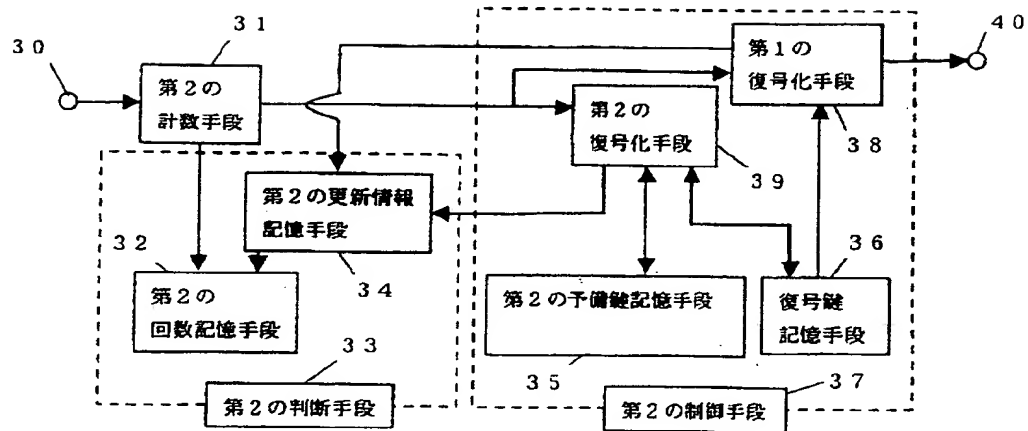 ３０
３１
第２の
計数手段
第１の
復号化手段
４０
３８
第２の
復号化手段
３９
第２の更新情報
記憶手段
３４
３２
第２の
回数記憶手段
３３
第２の判断手段
第２の予備鍵記憶手段
３５
３６
復号鍵
記憶手段
３７
第２の制御手段